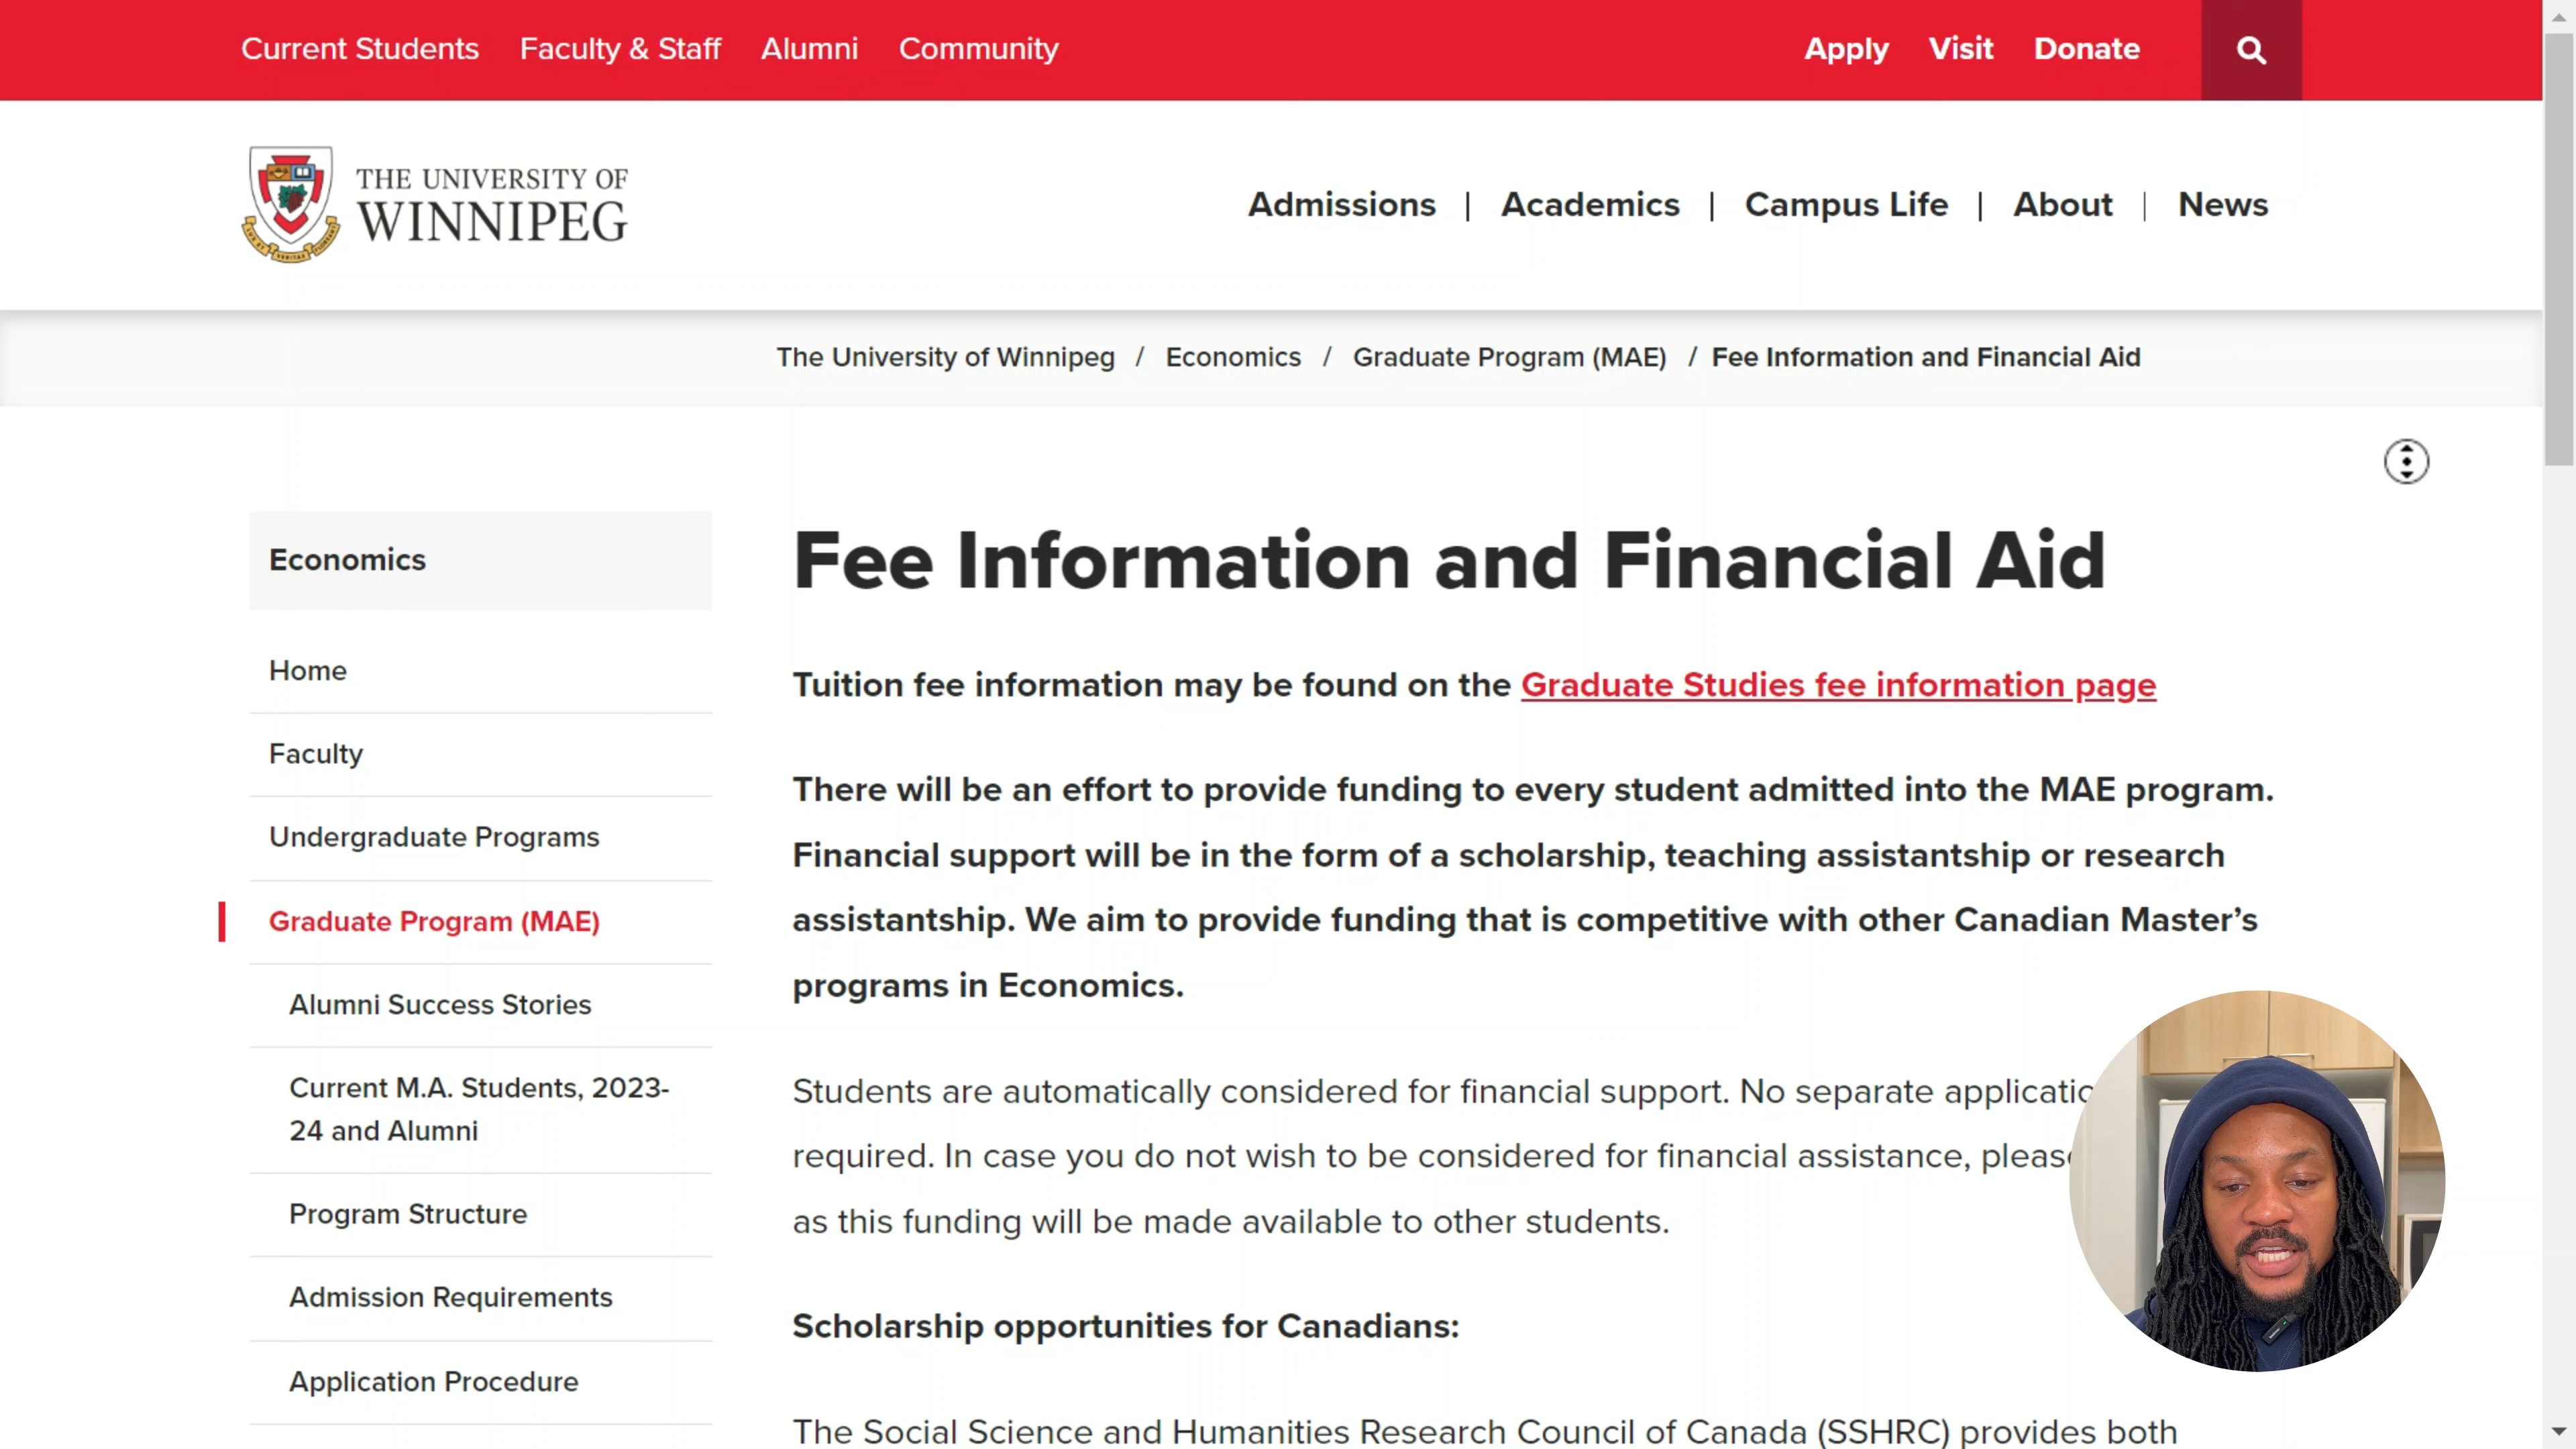 Current Students Faculty & Staff Alumni Community Apply Visit Donate
THE UNIVERSITY OF
WINNIPEG
Admissions | Academics | Campus Life | About | News
The University of Winnipeg / Economics / Graduate Program (MAE) / Fee Information and Financial Aid
Economics
Home
Faculty
Undergraduate Programs
Graduate Program (MAE)
Alumni Success Stories
Current M.A. Students, 2023-
24 and Alumni
Program Structure
Admission Requirements
Application Procedure
Fee Information and Financial Aid
Tuition fee information may be found on the Graduate Studies fee information page
There will be an effort to provide funding to every student admitted into the MAE program.
Financial support will be in the form of a scholarship, teaching assistantship or research
assistantship. We aim to provide funding that is competitive with other Canadian Master’s
programs in Economics.
Students are automatically considered for financial support. No separate
required. In case you do not wish to be considered for financial assistance,
as this funding will be made available to other students.
Scholarship opportunities for Canadians:
The Social Science and Humanities Research Council of Canada (SSHRC) provides both